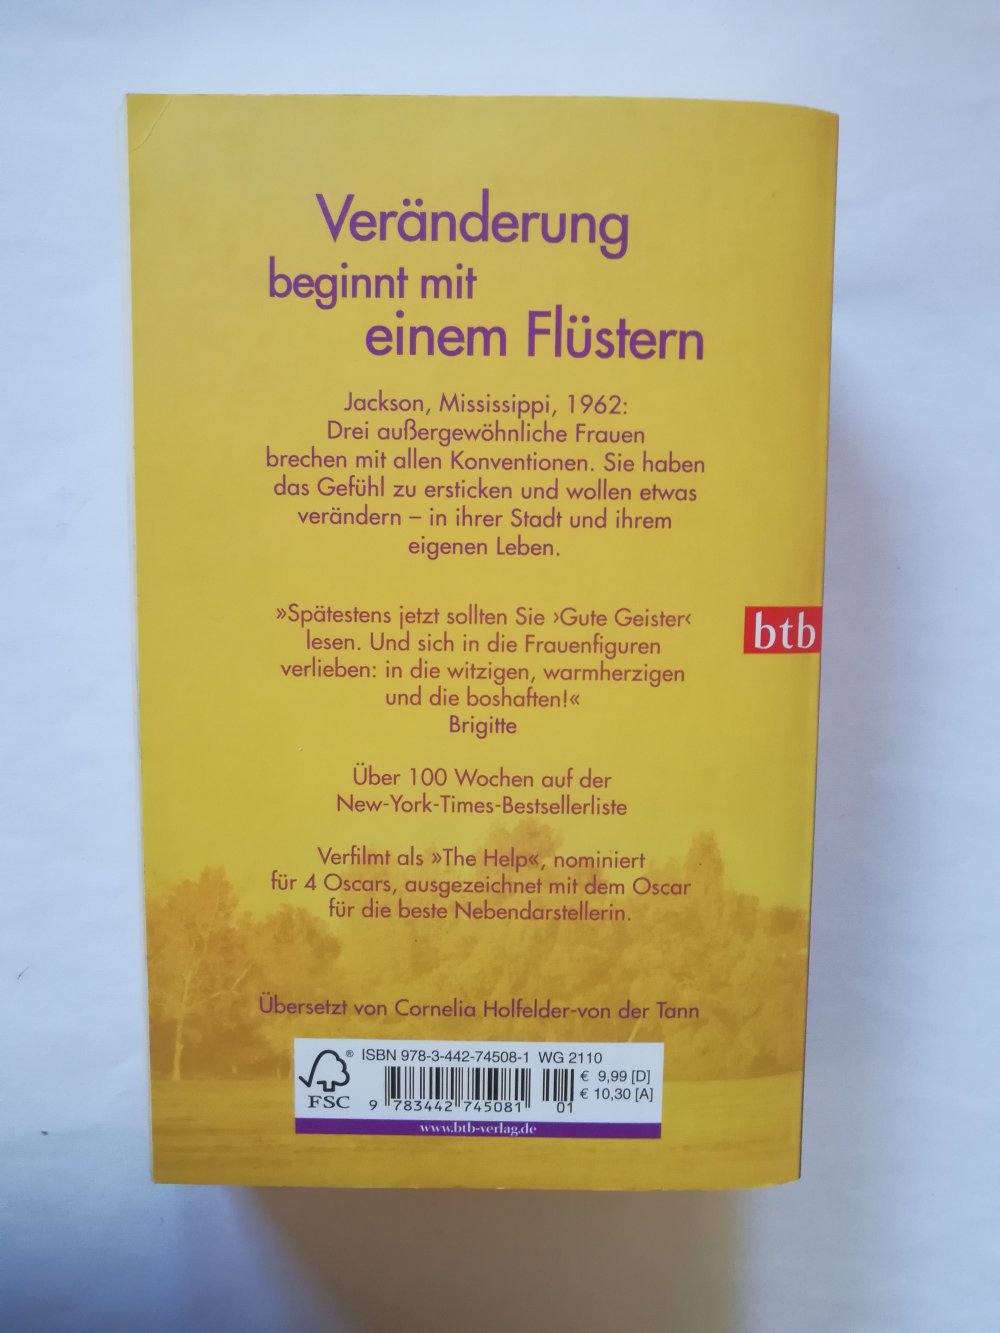 Veränderung
beginnt mit
einem Flüstern
Jackson, Mississippi, 1962:
Drei außergewöhnliche Frauen
brechen mit allen Konventionen. Sie haben
das Gefühl zu ersticken und wollen etwas
verändern – in ihrer Stadt und ihrem
eigenen Leben.
»Spätestens jetzt sollten Sie ›Gute Geister‹
lesen. Und sich in die Frauenfiguren
verlieben: in die witzigen, warmherzigen
und die boshaften!«
Brigitte
btb
Über 100 Wochen auf der
New-York-Times-Bestsellerliste
Verfilmt als »The Help«, nominiert
für 4 Oscars, ausgezeichnet mit dem Oscar
für die beste Nebendarstellerin.
Übersetzt von Cornelia Holfelder-von der Tann
® ISBN 978-3-442-74508-1 WG 2110
€ 9,99 [D]
€ 10,30 [A]
FSC 9 783442 745081 01
www.btb-verlag.de